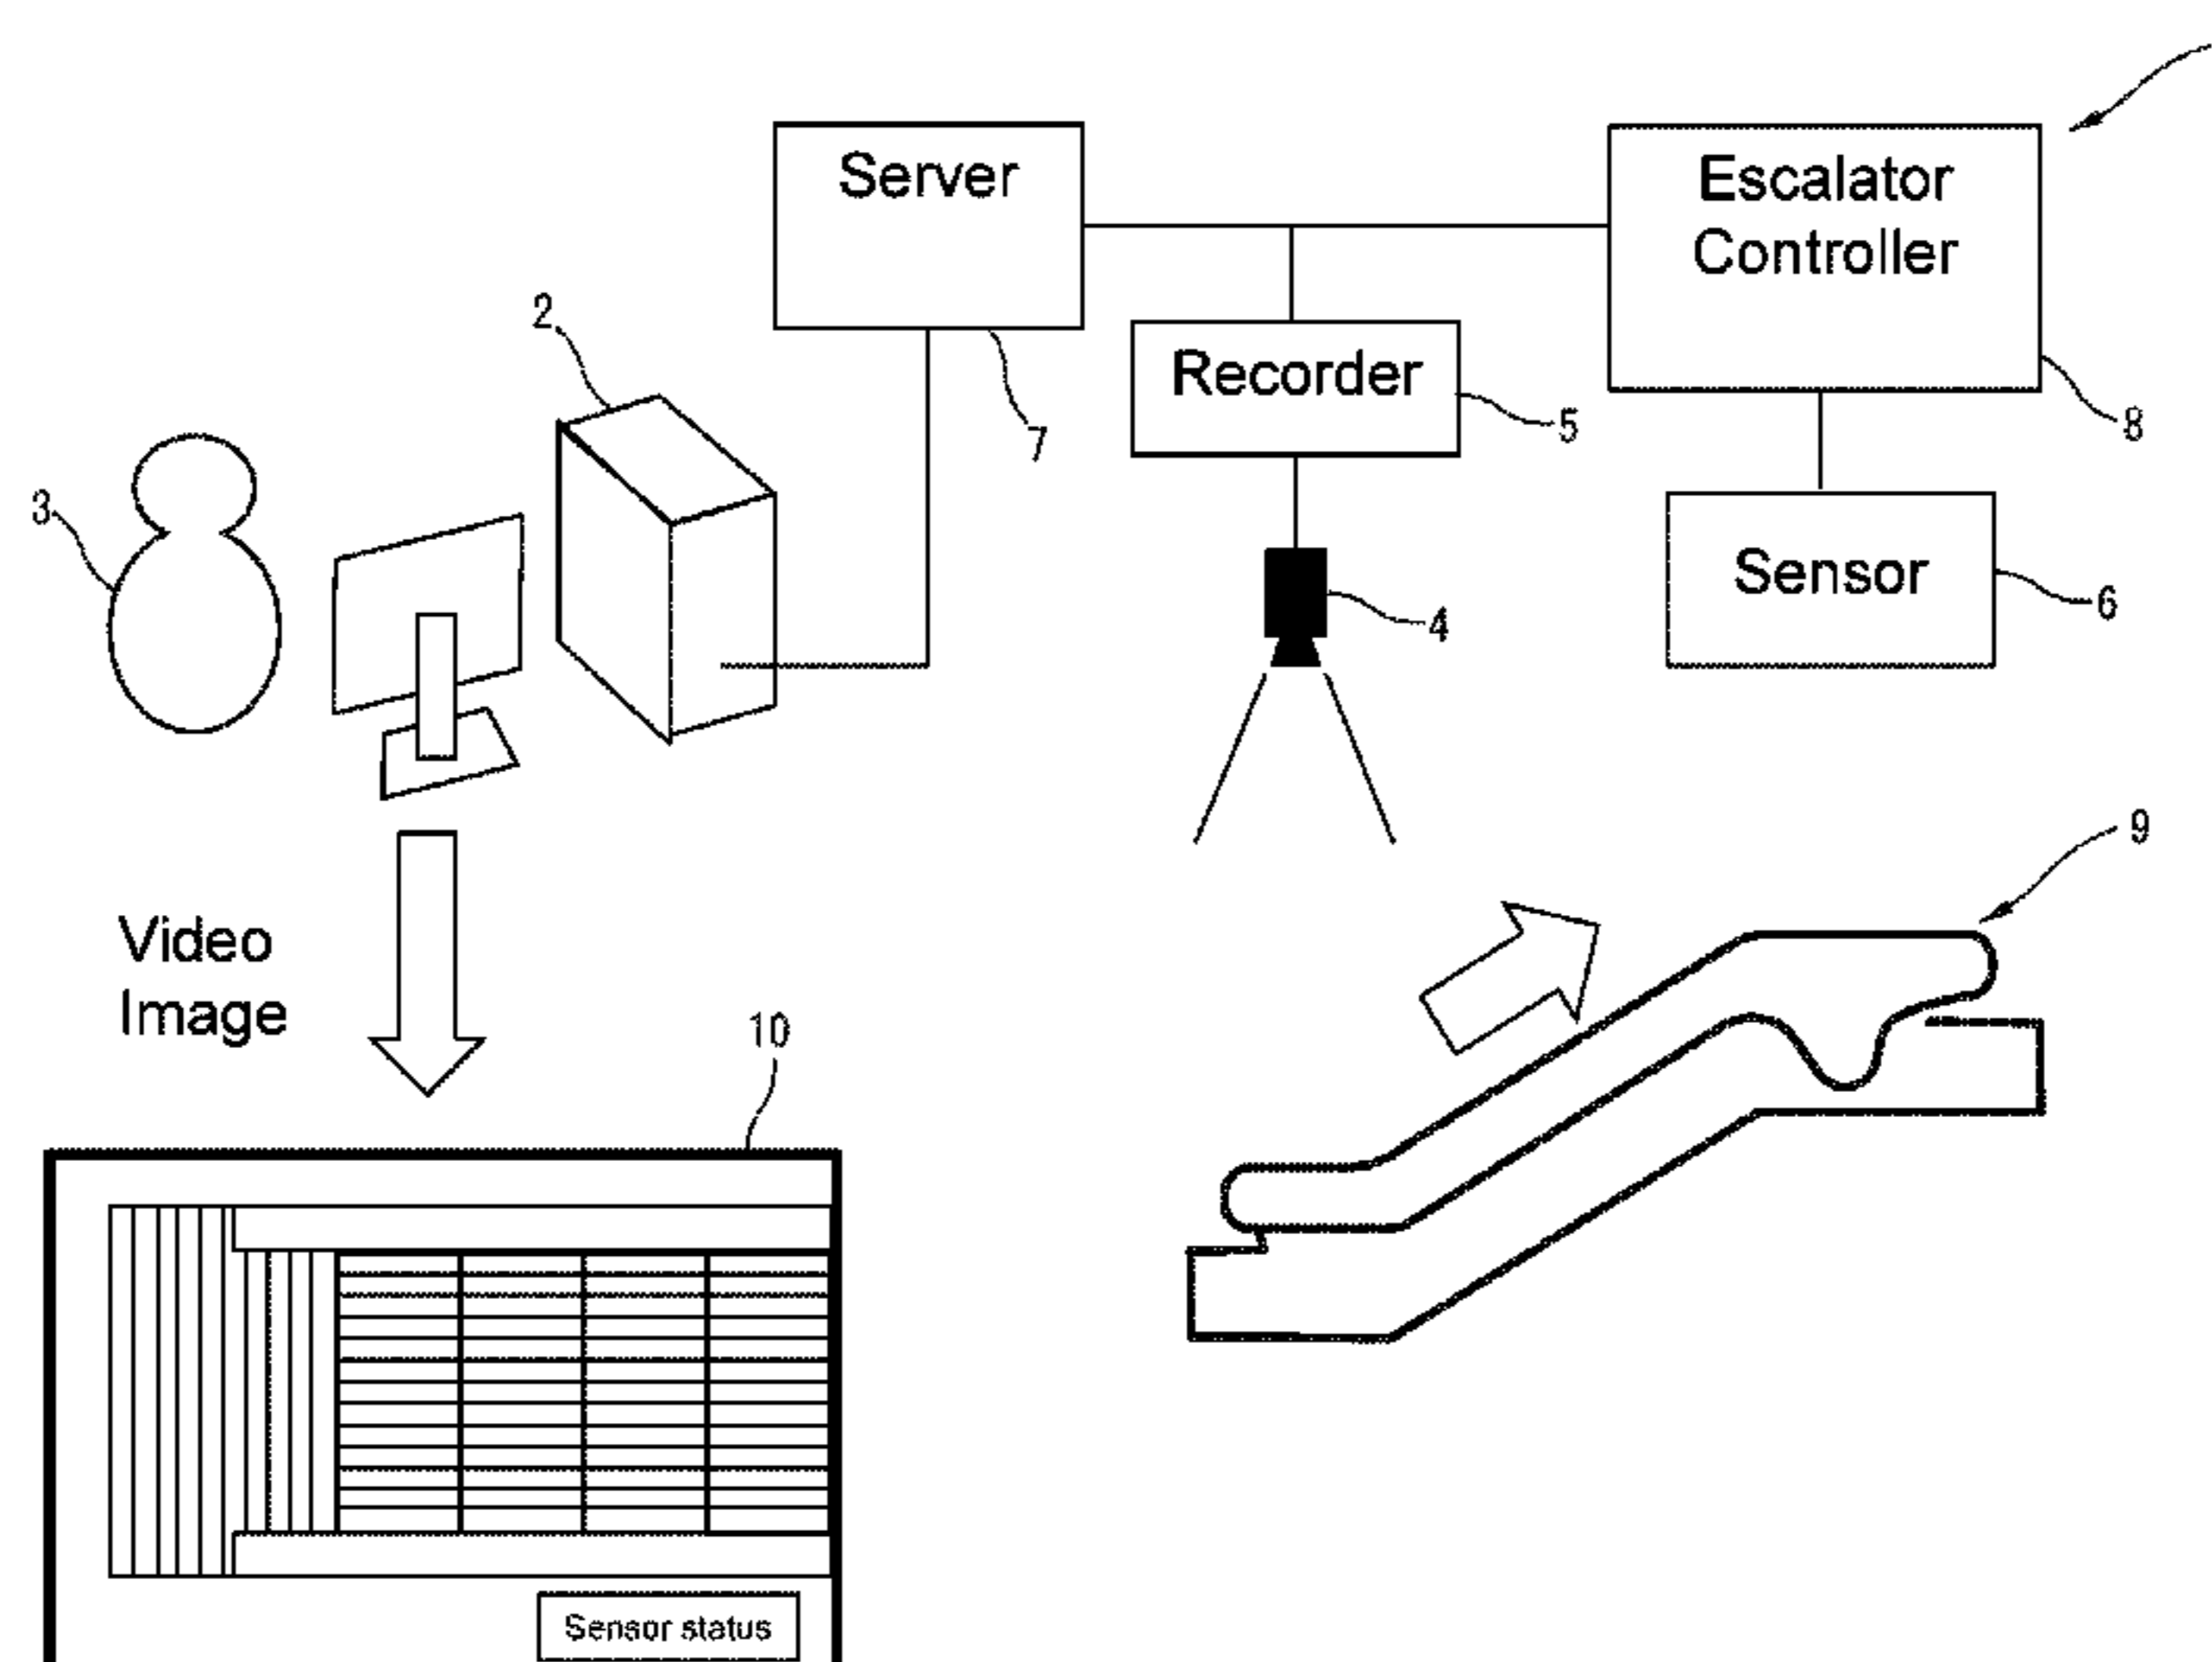 Server
Escalator
Controller
2
Recorder
7
5
8
3
Sensor
4
6
9
Video
Image
10
Sensor status